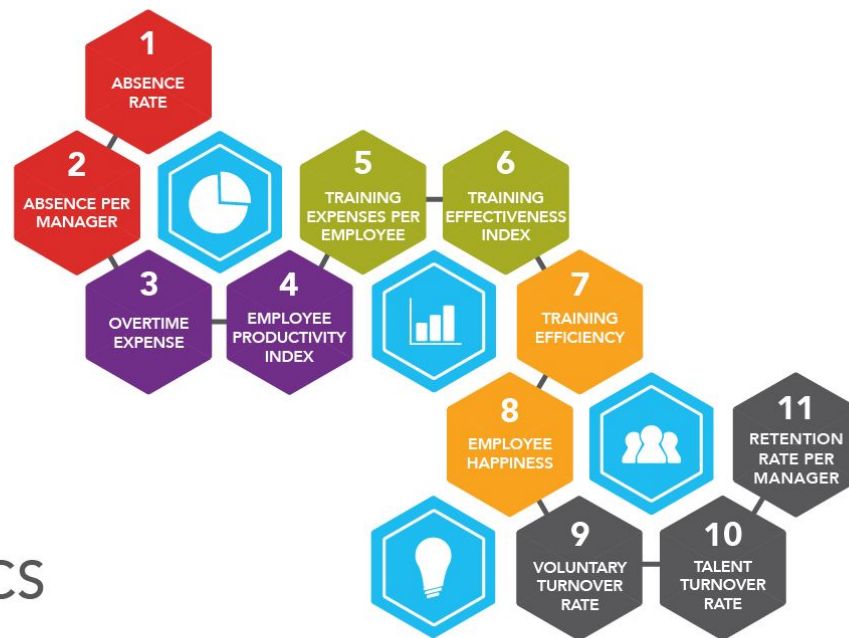 1
ABSENCE
RATE
2
ABSENCE PER
MANAGER
3
OVERTIME
EXPENSE
4
EMPLOYEE
PRODUCTIVITY
INDEX
5
TRAINING
EXPENSES PER
EMPLOYEE
6
TRAINING
EFFECTIVENESS
INDEX
7
TRAINING
EFFICIENCY
8
EMPLOYEE
HAPPINESS
9
VOLUNTARY
TURNOVER
RATE
10
TALENT
TURNOVER
RATE
11
RETENTION
RATE PER
MANAGER
CS